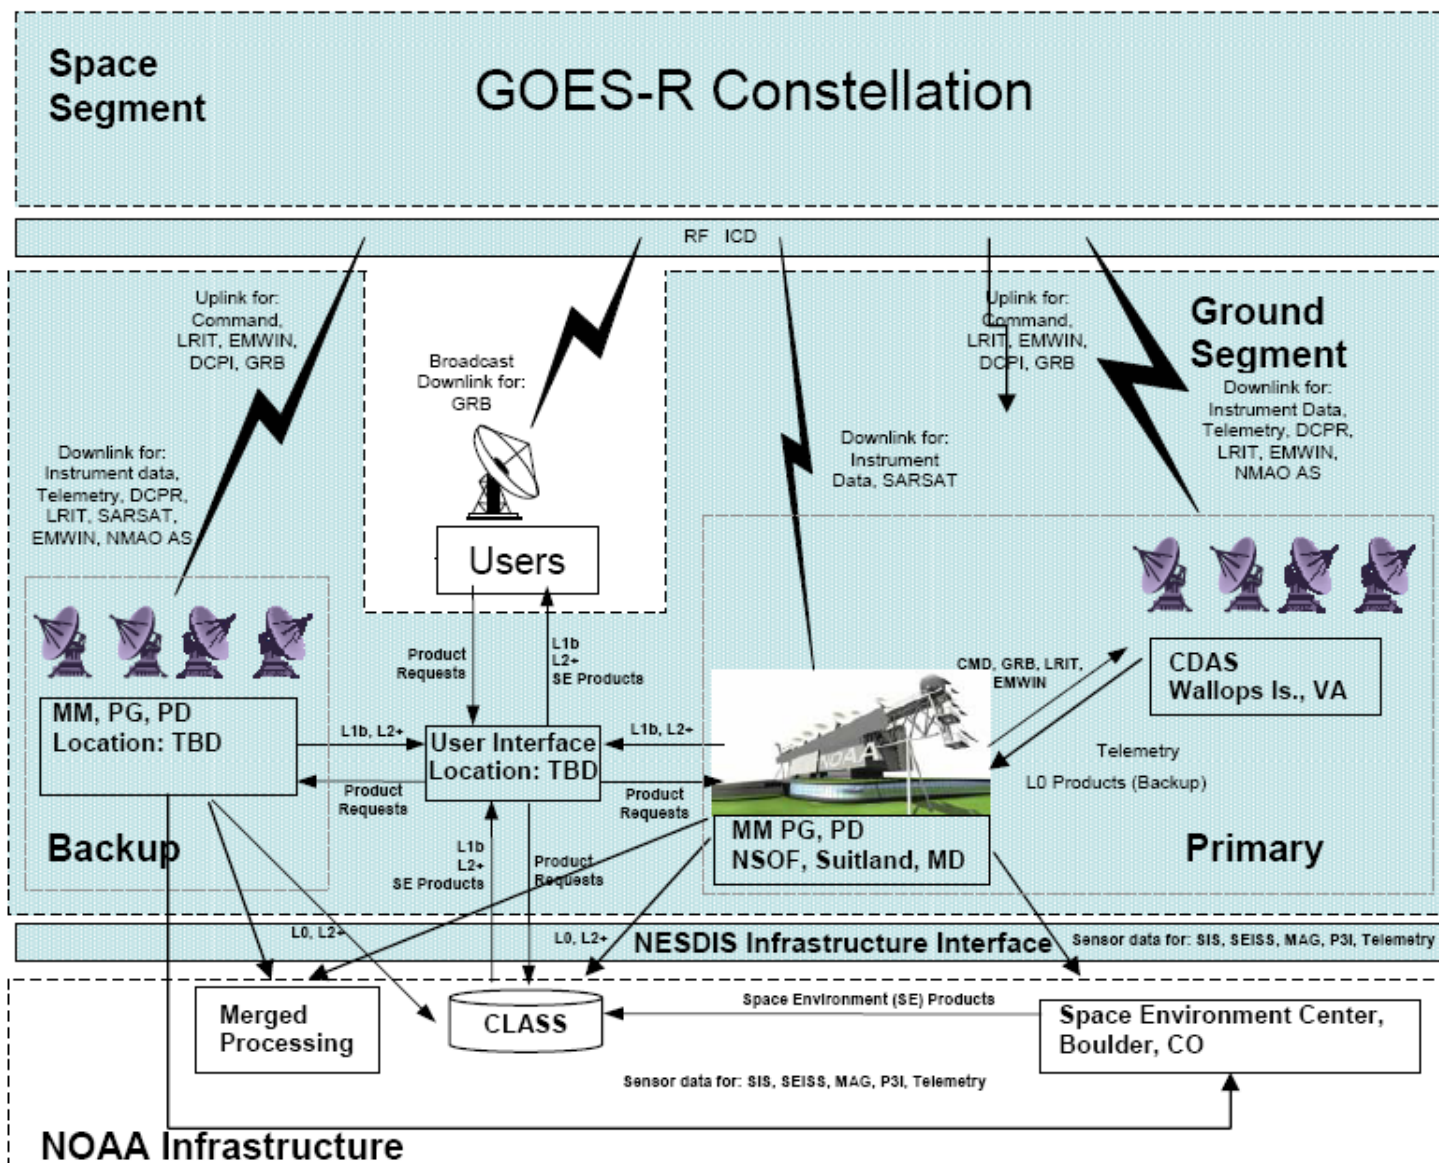 Space
Segment
GOES-R Constellation
RF ICD
Uplink for:
Command,
LRIT, EMWIN,
DCPI, GRB
Broadcast
Downlink for:
GRB
Uplink for:
Command,
LRIT, EMWIN,
DCPI, GRB
Ground
Segment
Downlink for:
Instrument Data,
Telemetry, DCPR,
LRIT, EMWIN,
NMAO AS
Downlink for:
Instrument
Data, SARSAT
Downlink for:
Instrument data,
Telemetry, DCPR,
LRIT, SARSAT,
EMWIN, NMAO AS
Users
Product
Requests
L1b
L2+
SE Products
CMD, GRB, LRIT,
EMWIN
CDAS
Wallops Is., VA
MM, PG, PD
Location: TBD
L1b, L2+
User Interface
Location: TBD
L1b, L2+
NOAA
Telemetry
L0 Products (Backup)
Product
Requests
Product
Requests
Backup
L1b
L2+
SE Products
Product
Requests
MM PG, PD
NSOF, Suitland, MD
Primary
L0, L2+
L0, L2+
NESDIS Infrastructure Interface
Sensor data for: SIS, SEISS, MAG, P3I, Telemetry
Merged
Processing
CLASS
Space Environment (SE) Products
Space Environment Center,
Boulder, CO
Sensor data for: SIS, SEISS, MAG, P3I, Telemetry
NOAA Infrastructure